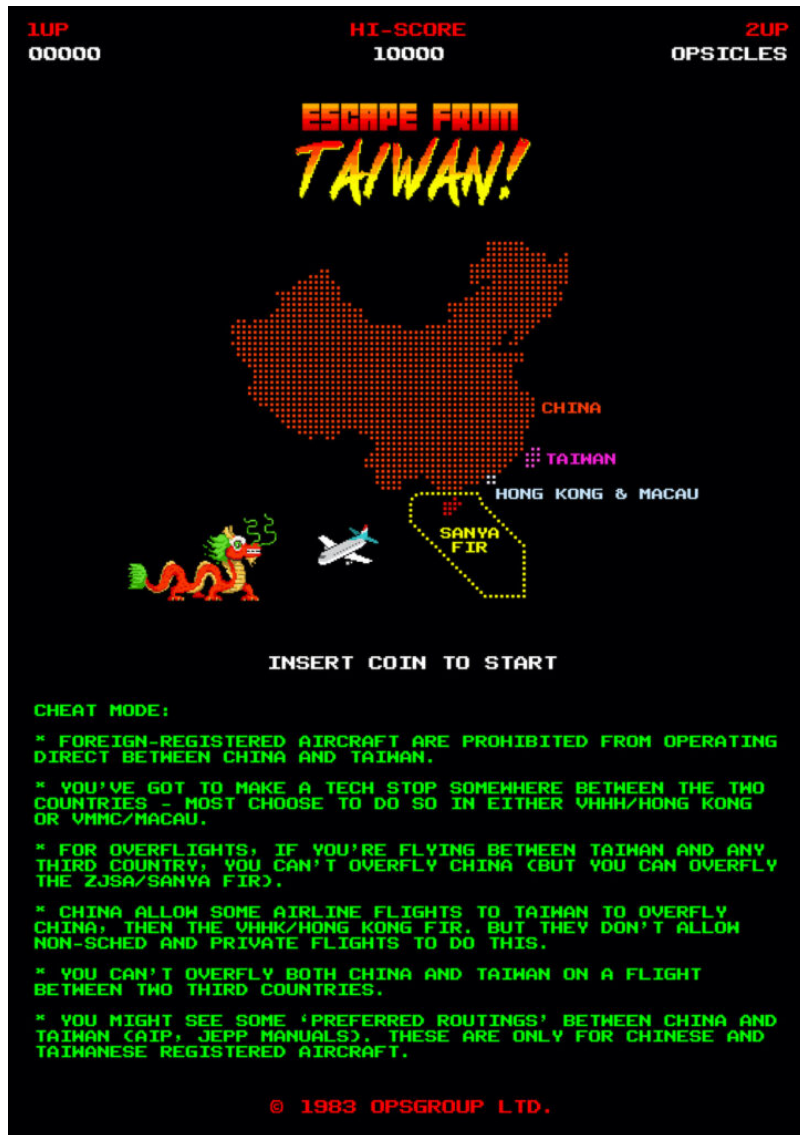 1UP HI-SCORE 2UP
00000 10000 OPSICLES
ESCAPE FROM
TAIWAN!
CHINA
TAIWAN
HONG KONG & MACAU
SANYA
FIR
INSERT COIN TO START
CHEAT MODE:
* FOREIGN-REGISTERED AIRCRAFT ARE PROHIBITED FROM OPERATING
DIRECT BETWEEN CHINA AND TAIWAN.
* YOU'VE GOT TO MAKE A TECH STOP SOMEWHERE BETWEEN THE TWO
COUNTRIES - MOST CHOOSE TO DO SO IN EITHER VHHH/HONG KONG
OR VMMC/MACAU.
* FOR OVERFLIGHTS, IF YOU'RE FLYING BETWEEN TAIWAN AND ANY
THIRD COUNTRY, YOU CAN'T OVERFLY CHINA (BUT YOU CAN OVERFLY
THE ZJSA/SANYA FIR).
* CHINA ALLOW SOME AIRLINE FLIGHTS TO TAIWAN TO OVERFLY
CHINA, THEN THE VHHK/HONG KONG FIR. BUT THEY DON'T ALLOW
NON-SCHED AND PRIVATE FLIGHTS TO DO THIS.
* YOU CAN'T OVERFLY BOTH CHINA AND TAIWAN ON A FLIGHT
BETWEEN TWO THIRD COUNTRIES.
* YOU MIGHT SEE SOME 'PREFERRED ROUTINGS' BETWEEN CHINA AND
TAIWAN (AIP, JEPP MANUALS). THESE ARE ONLY FOR CHINESE AND
TAIWANESE REGISTERED AIRCRAFT.
© 1983 OPSGROUP LTD.